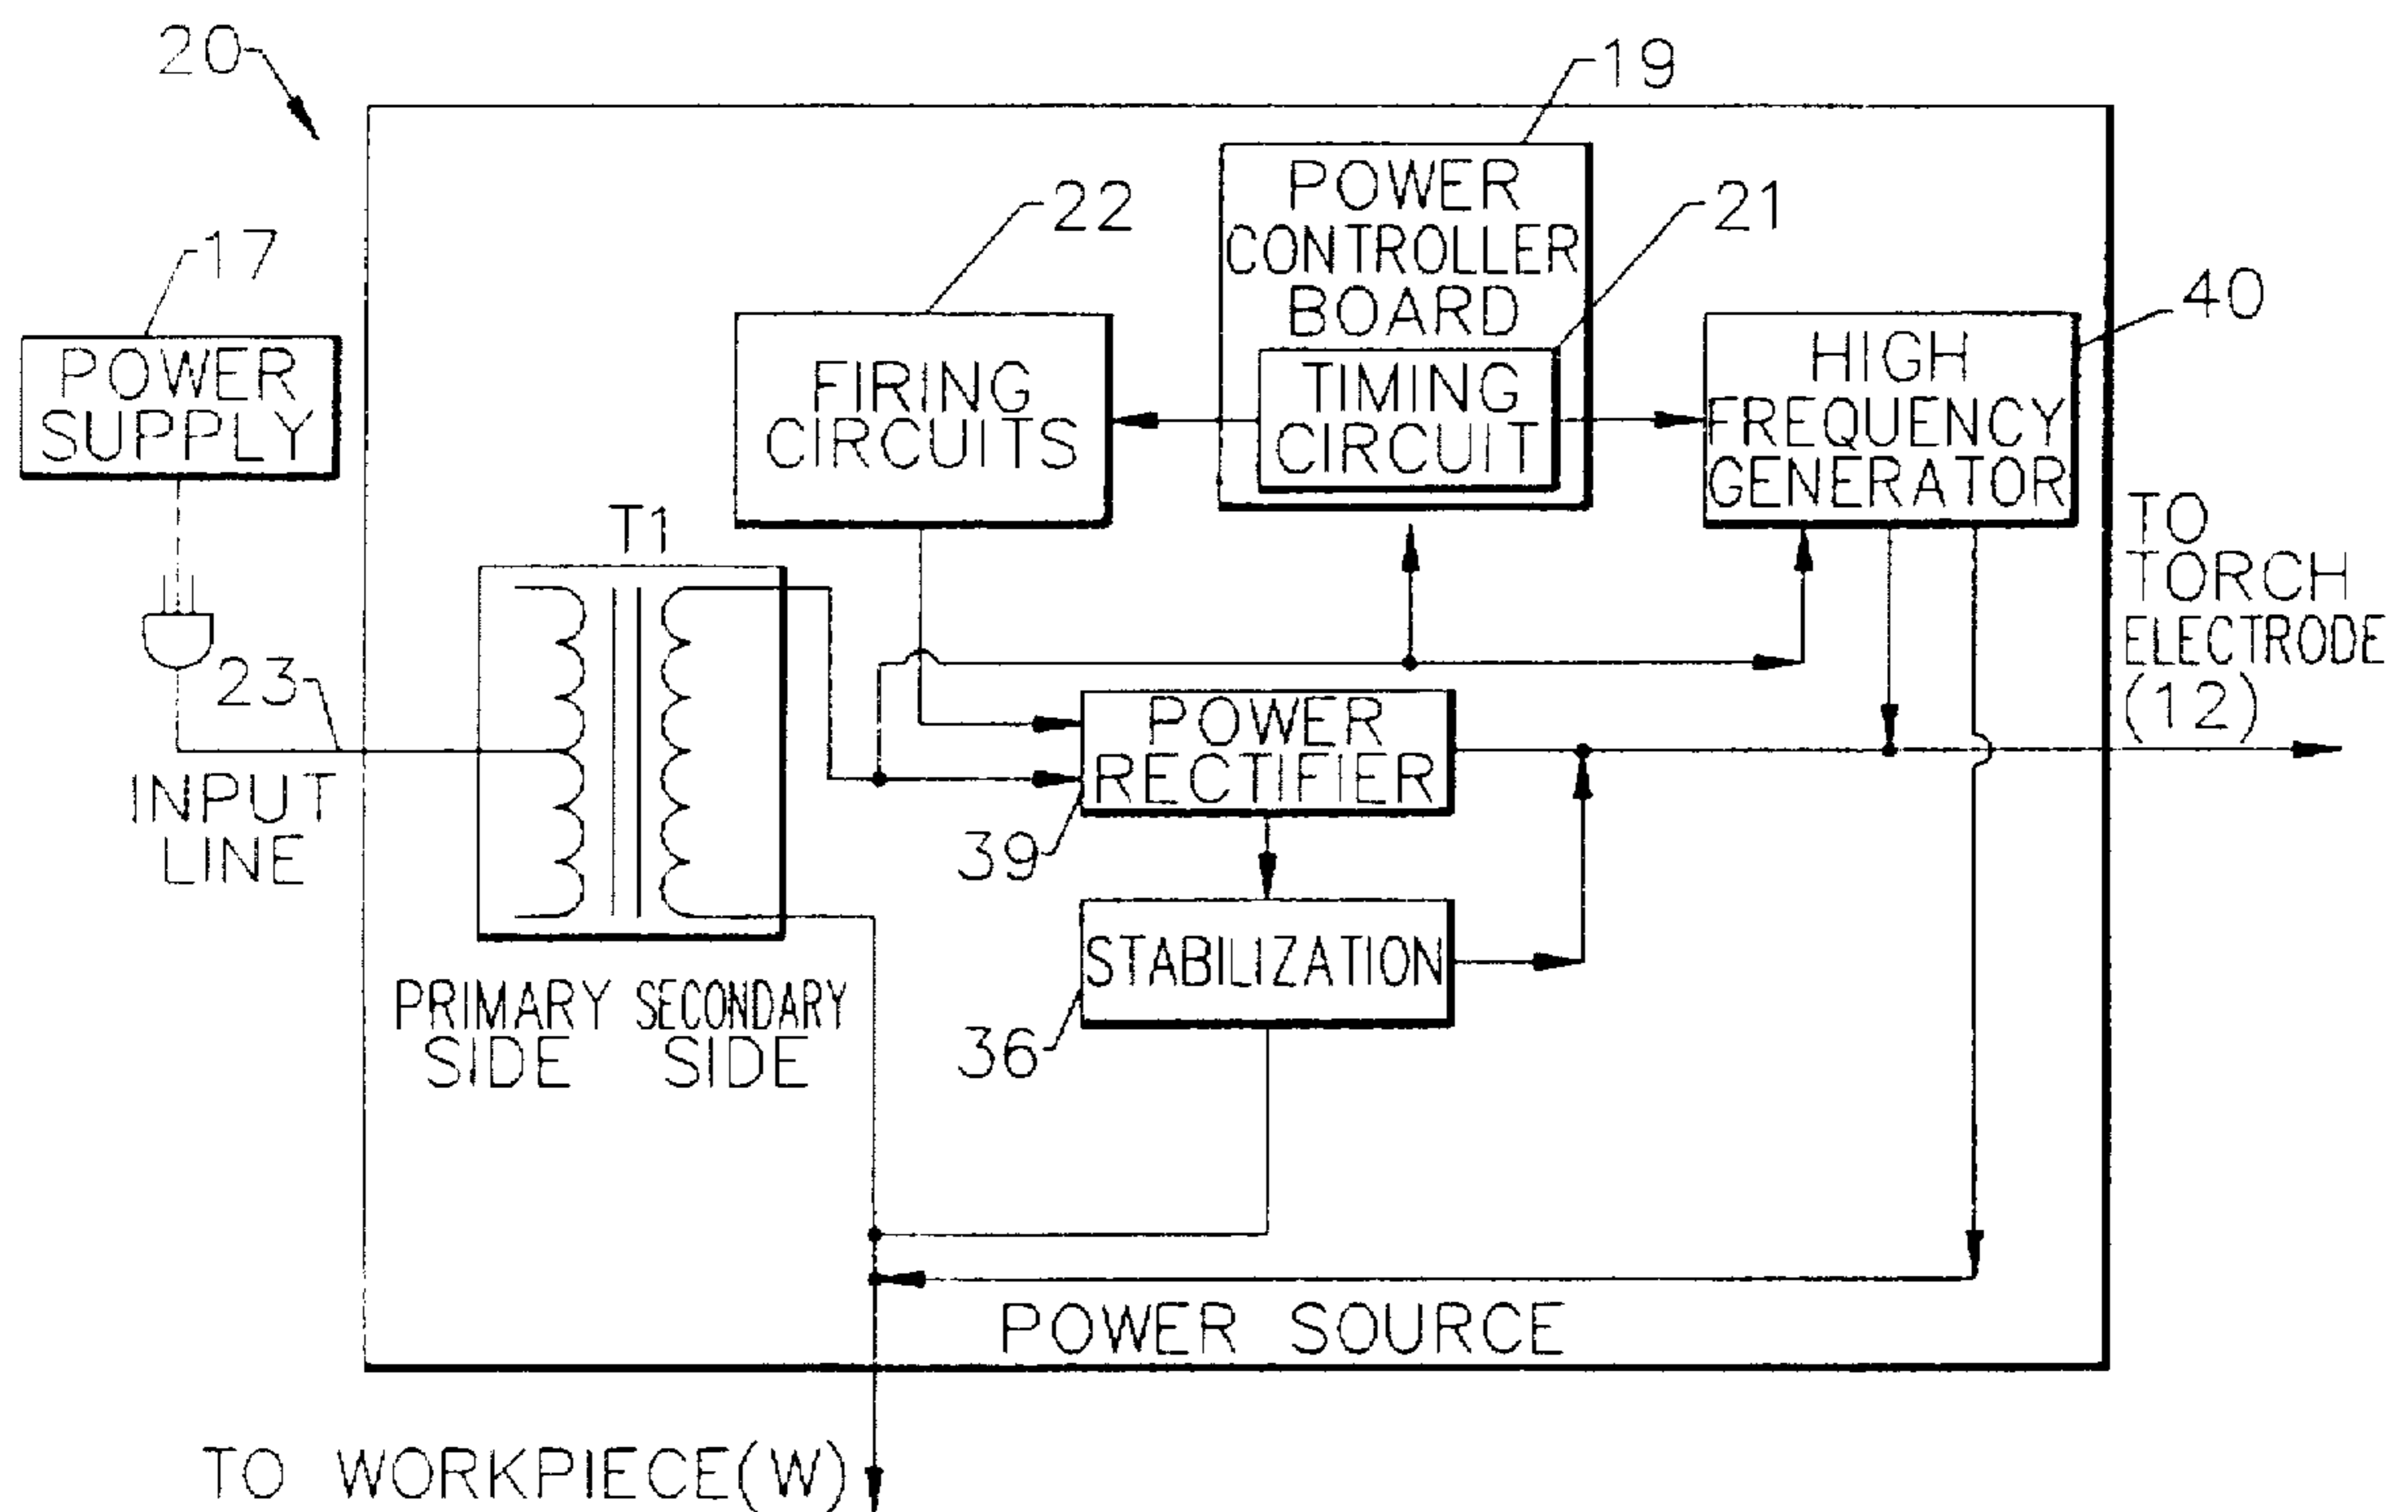 20
19
POWER
CONTROLLER
BOARD
22
21
17
40
POWER
SUPPLY
FIRING
CIRCUITS
TIMING
CIRCUIT
HIGH
FREQUENCY
GENERATOR
T1
TO
TORCH
ELECTRODE
(12)
23
INPUT
LINE
POWER
RECTIFIER
39
STABILIZATION
36
PRIMARY
SIDE
SECONDARY
SIDE
POWER SOURCE
TO WORKPIECE(W)